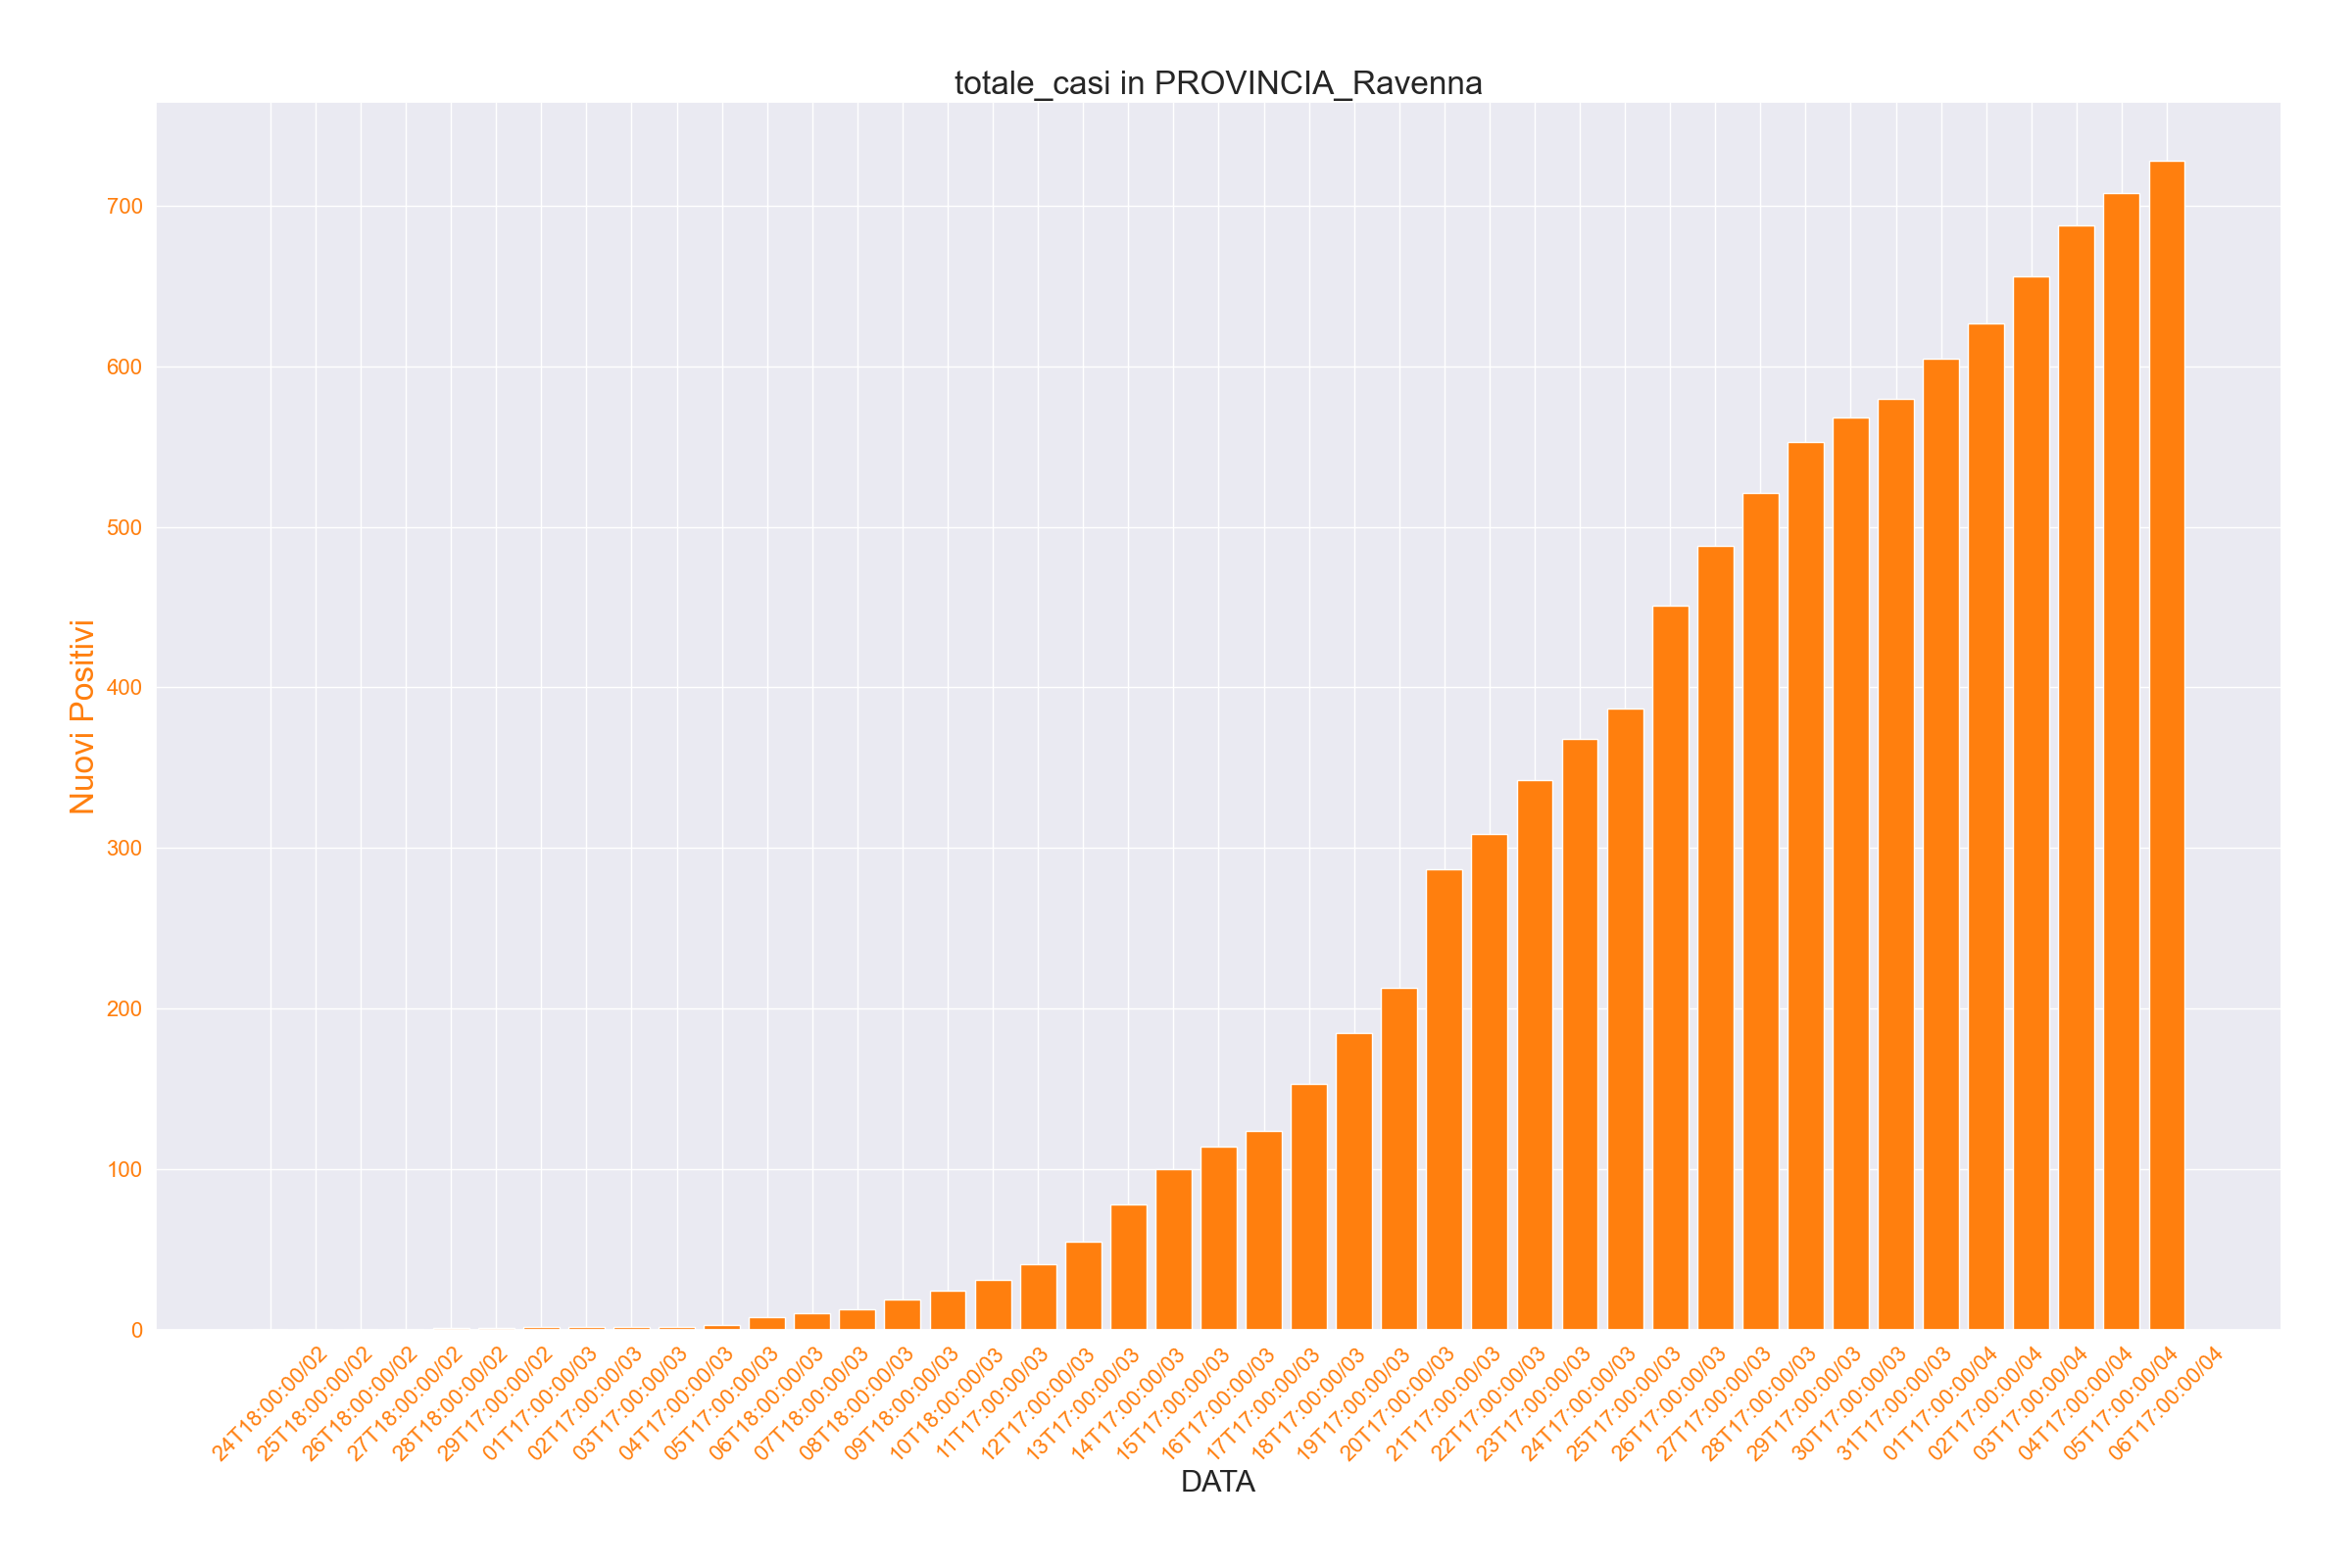 totale_casi in PROVINCIA_Ravenna
Nuovi Positivi
700
600
500
400
300
200
100
0
24T18:00:00/02
25T18:00:00/02
26T18:00:00/02
27T18:00:00/02
28T18:00:00/02
29T17:00:00/02
01T17:00:00/03
02T17:00:00/03
03T17:00:00/03
04T17:00:00/03
05T17:00:00/03
06T18:00:00/03
07T18:00:00/03
08T18:00:00/03
09T18:00:00/03
10T18:00:00/03
11T17:00:00/03
12T17:00:00/03
13T17:00:00/03
14T17:00:00/03
15T17:00:00/03
16T17:00:00/03
17T17:00:00/03
18T17:00:00/03
19T17:00:00/03
20T17:00:00/03
21T17:00:00/03
22T17:00:00/03
23T17:00:00/03
24T17:00:00/03
25T17:00:00/03
26T17:00:00/03
27T17:00:00/03
28T17:00:00/03
29T17:00:00/03
30T17:00:00/03
31T17:00:00/03
01T17:00:00/04
02T17:00:00/04
03T17:00:00/04
04T17:00:00/04
05T17:00:00/04
06T17:00:00/04
DATA